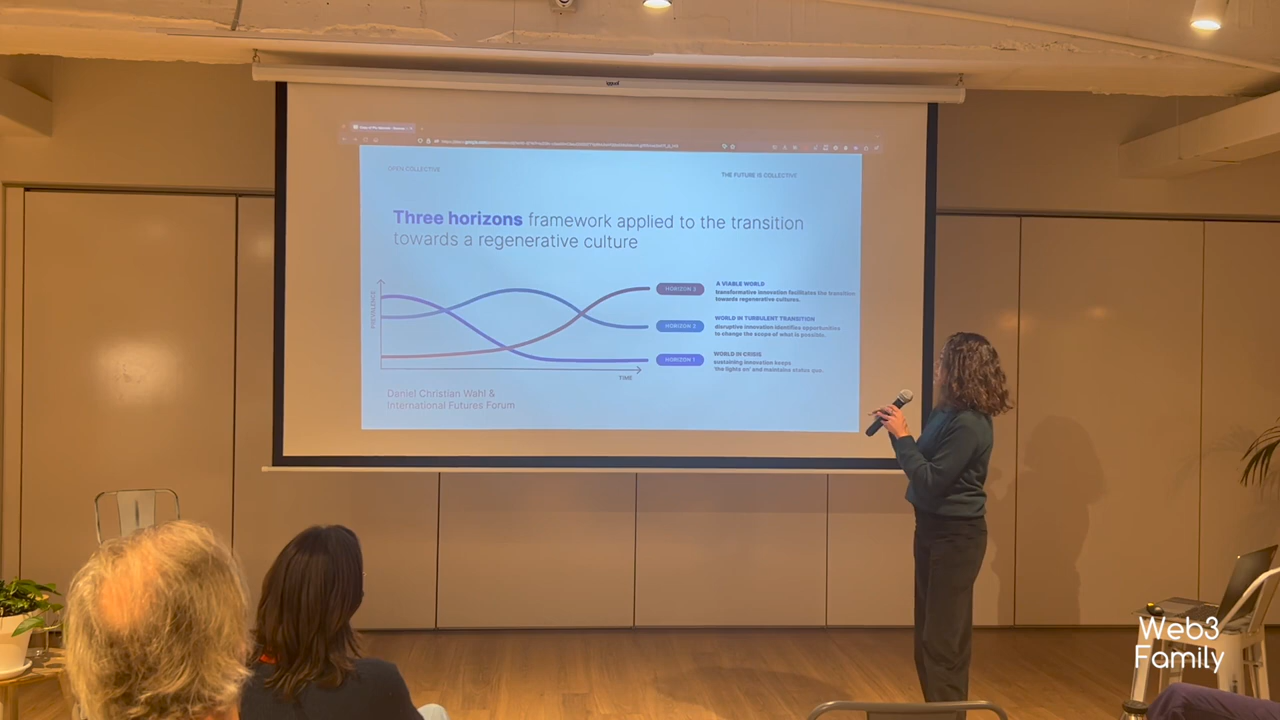 OPEN COLLECTIVE
THE FUTURE IS COLLECTIVE
Three horizons framework applied to the transition
towards a regenerative culture
PREVALENCE
TIME
HORIZON 3
A VIABLE WORLD
transformative innovation facilitates the transition
towards regenerative cultures.
HORIZON 2
WORLD IN TURBULENT TRANSITION
disruptive innovation identifies opportunities
to change the scope of what is possible.
HORIZON 1
WORLD IN CRISIS
sustaining innovation keeps
'the lights on' and maintains status quo.
Daniel Christian Wahl &
International Futures Forum
Web3
Family